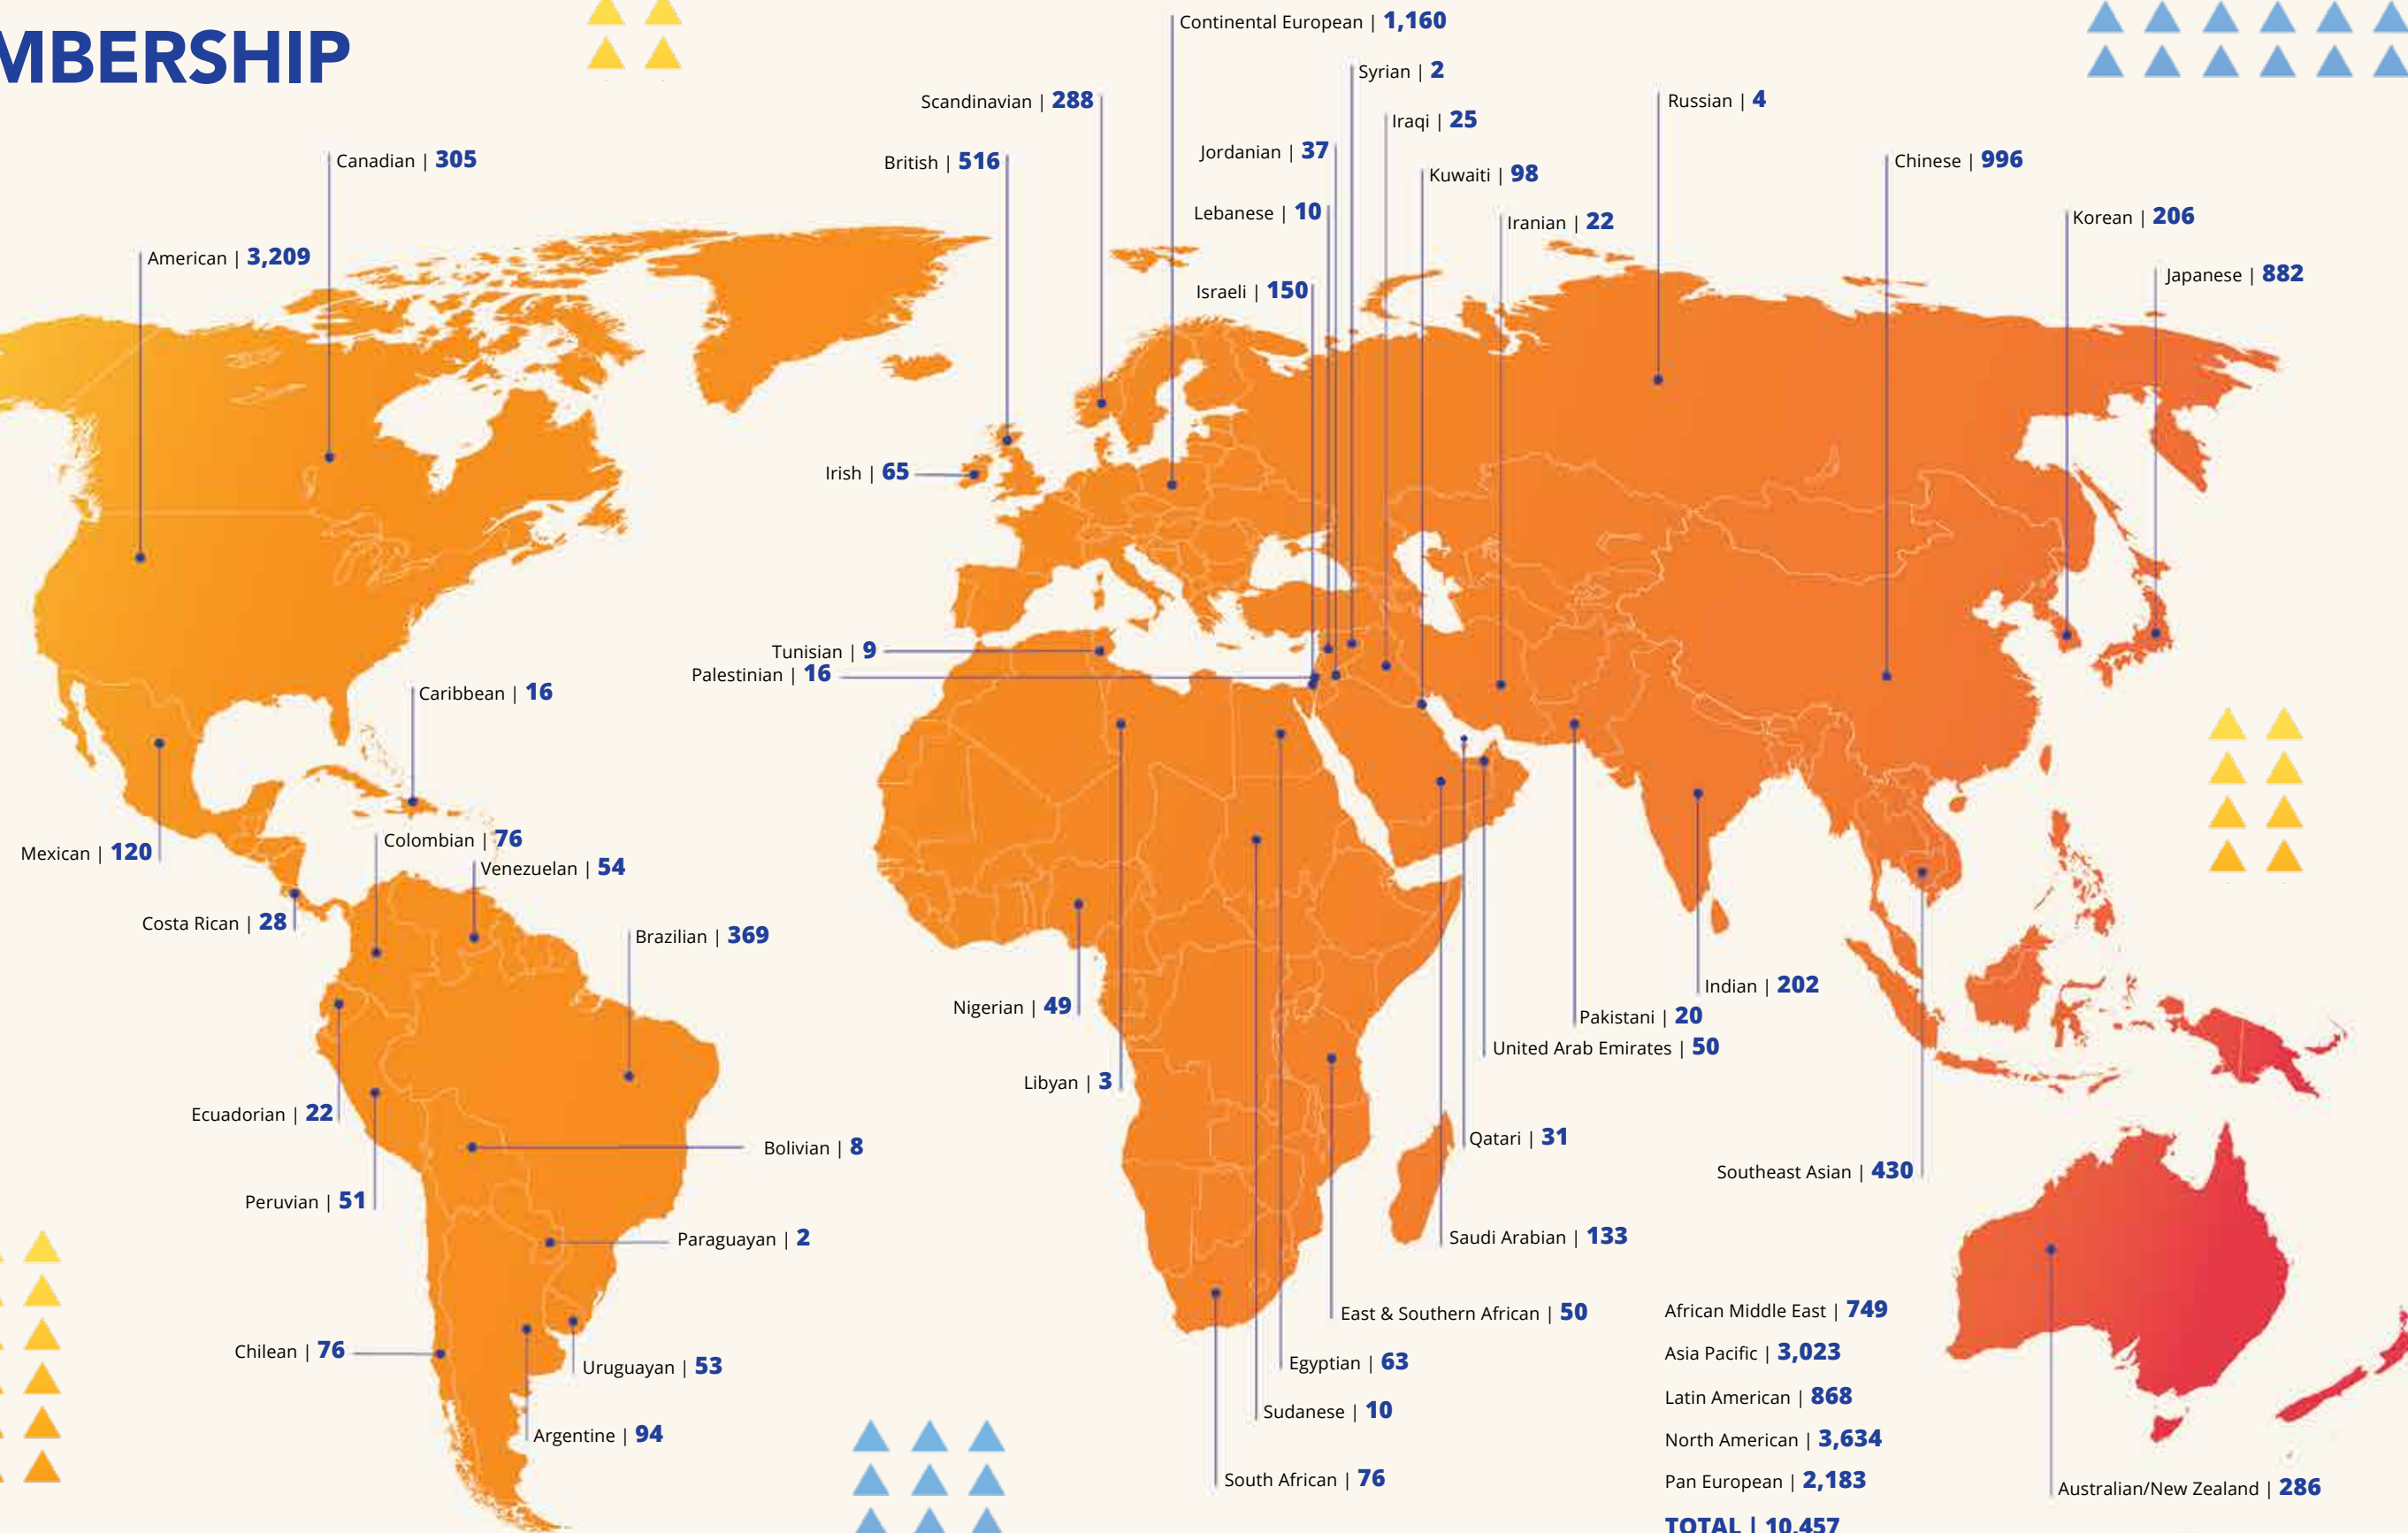 MBERSHIP
Continental European | 1,160
Syrian | 2
Scandinavian | 288
Russian | 4
Iraqi | 25
Jordanian | 37
Canadian | 305
British | 516
Chinese | 996
Kuwaiti | 98
Lebanese | 10
Iranian | 22
Korean | 206
American | 3,209
Japanese | 882
Israeli | 150
Irish | 65
Tunisian | 9
Palestinian | 16
Caribbean | 16
Colombian | 76
Mexican | 120
Venezuelan | 54
Costa Rican | 28
Brazilian | 369
Indian | 202
Nigerian | 49
Pakistani | 20
United Arab Emirates | 50
Libyan | 3
Ecuadorian | 22
Qatari | 31
Bolivian | 8
Southeast Asian | 430
Peruvian | 51
Paraguayan | 2
Saudi Arabian | 133
East & Southern African | 50
African Middle East | 749
Chilean | 76
Asia Pacific | 3,023
Egyptian | 63
Uruguayan | 53
Latin American | 868
Sudanese | 10
Argentine | 94
North American | 3,634
South African | 76
Pan European | 2,183
Australian/New Zealand | 286
TOTAL | 10,457